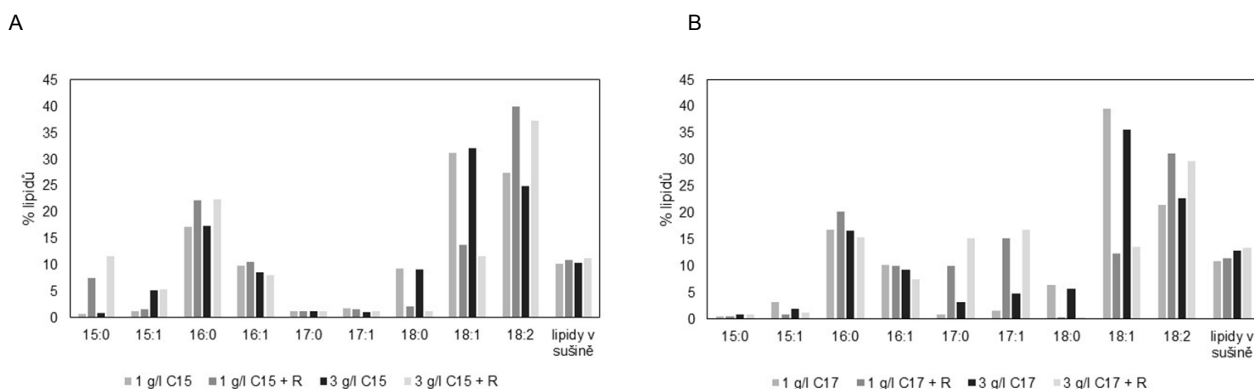 A
% lipidů
45
40
35
30
25
20
15
10
5
0
15:0 15:1 16:0 16:1 17:0 17:1 18:0 18:1 18:2 lipidy v
sušině
1 g/l C15 1 g/l C15 + R 3 g/l C15 3 g/l C15 + R
B
% lipidů
45
40
35
30
25
20
15
10
5
0
15:0 15:1 16:0 16:1 17:0 17:1 18:0 18:1 18:2 lipidy v
sušině
1 g/l C17 1 g/l C17 + R 3 g/l C17 3 g/l C17 + R